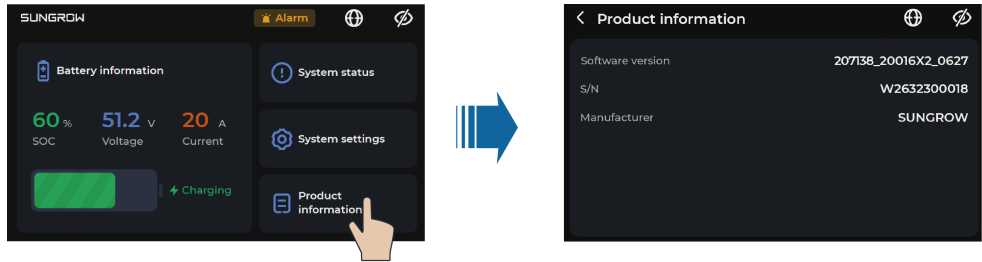 SUNGROW
Alarm
Battery information
60 %
51.2 V
20 A
SOC
Voltage
Current
Charging
System status
System settings
Product
information
Product information
Software version 207138_20016X2_0627
S/N W2632300018
Manufacturer SUNGROW